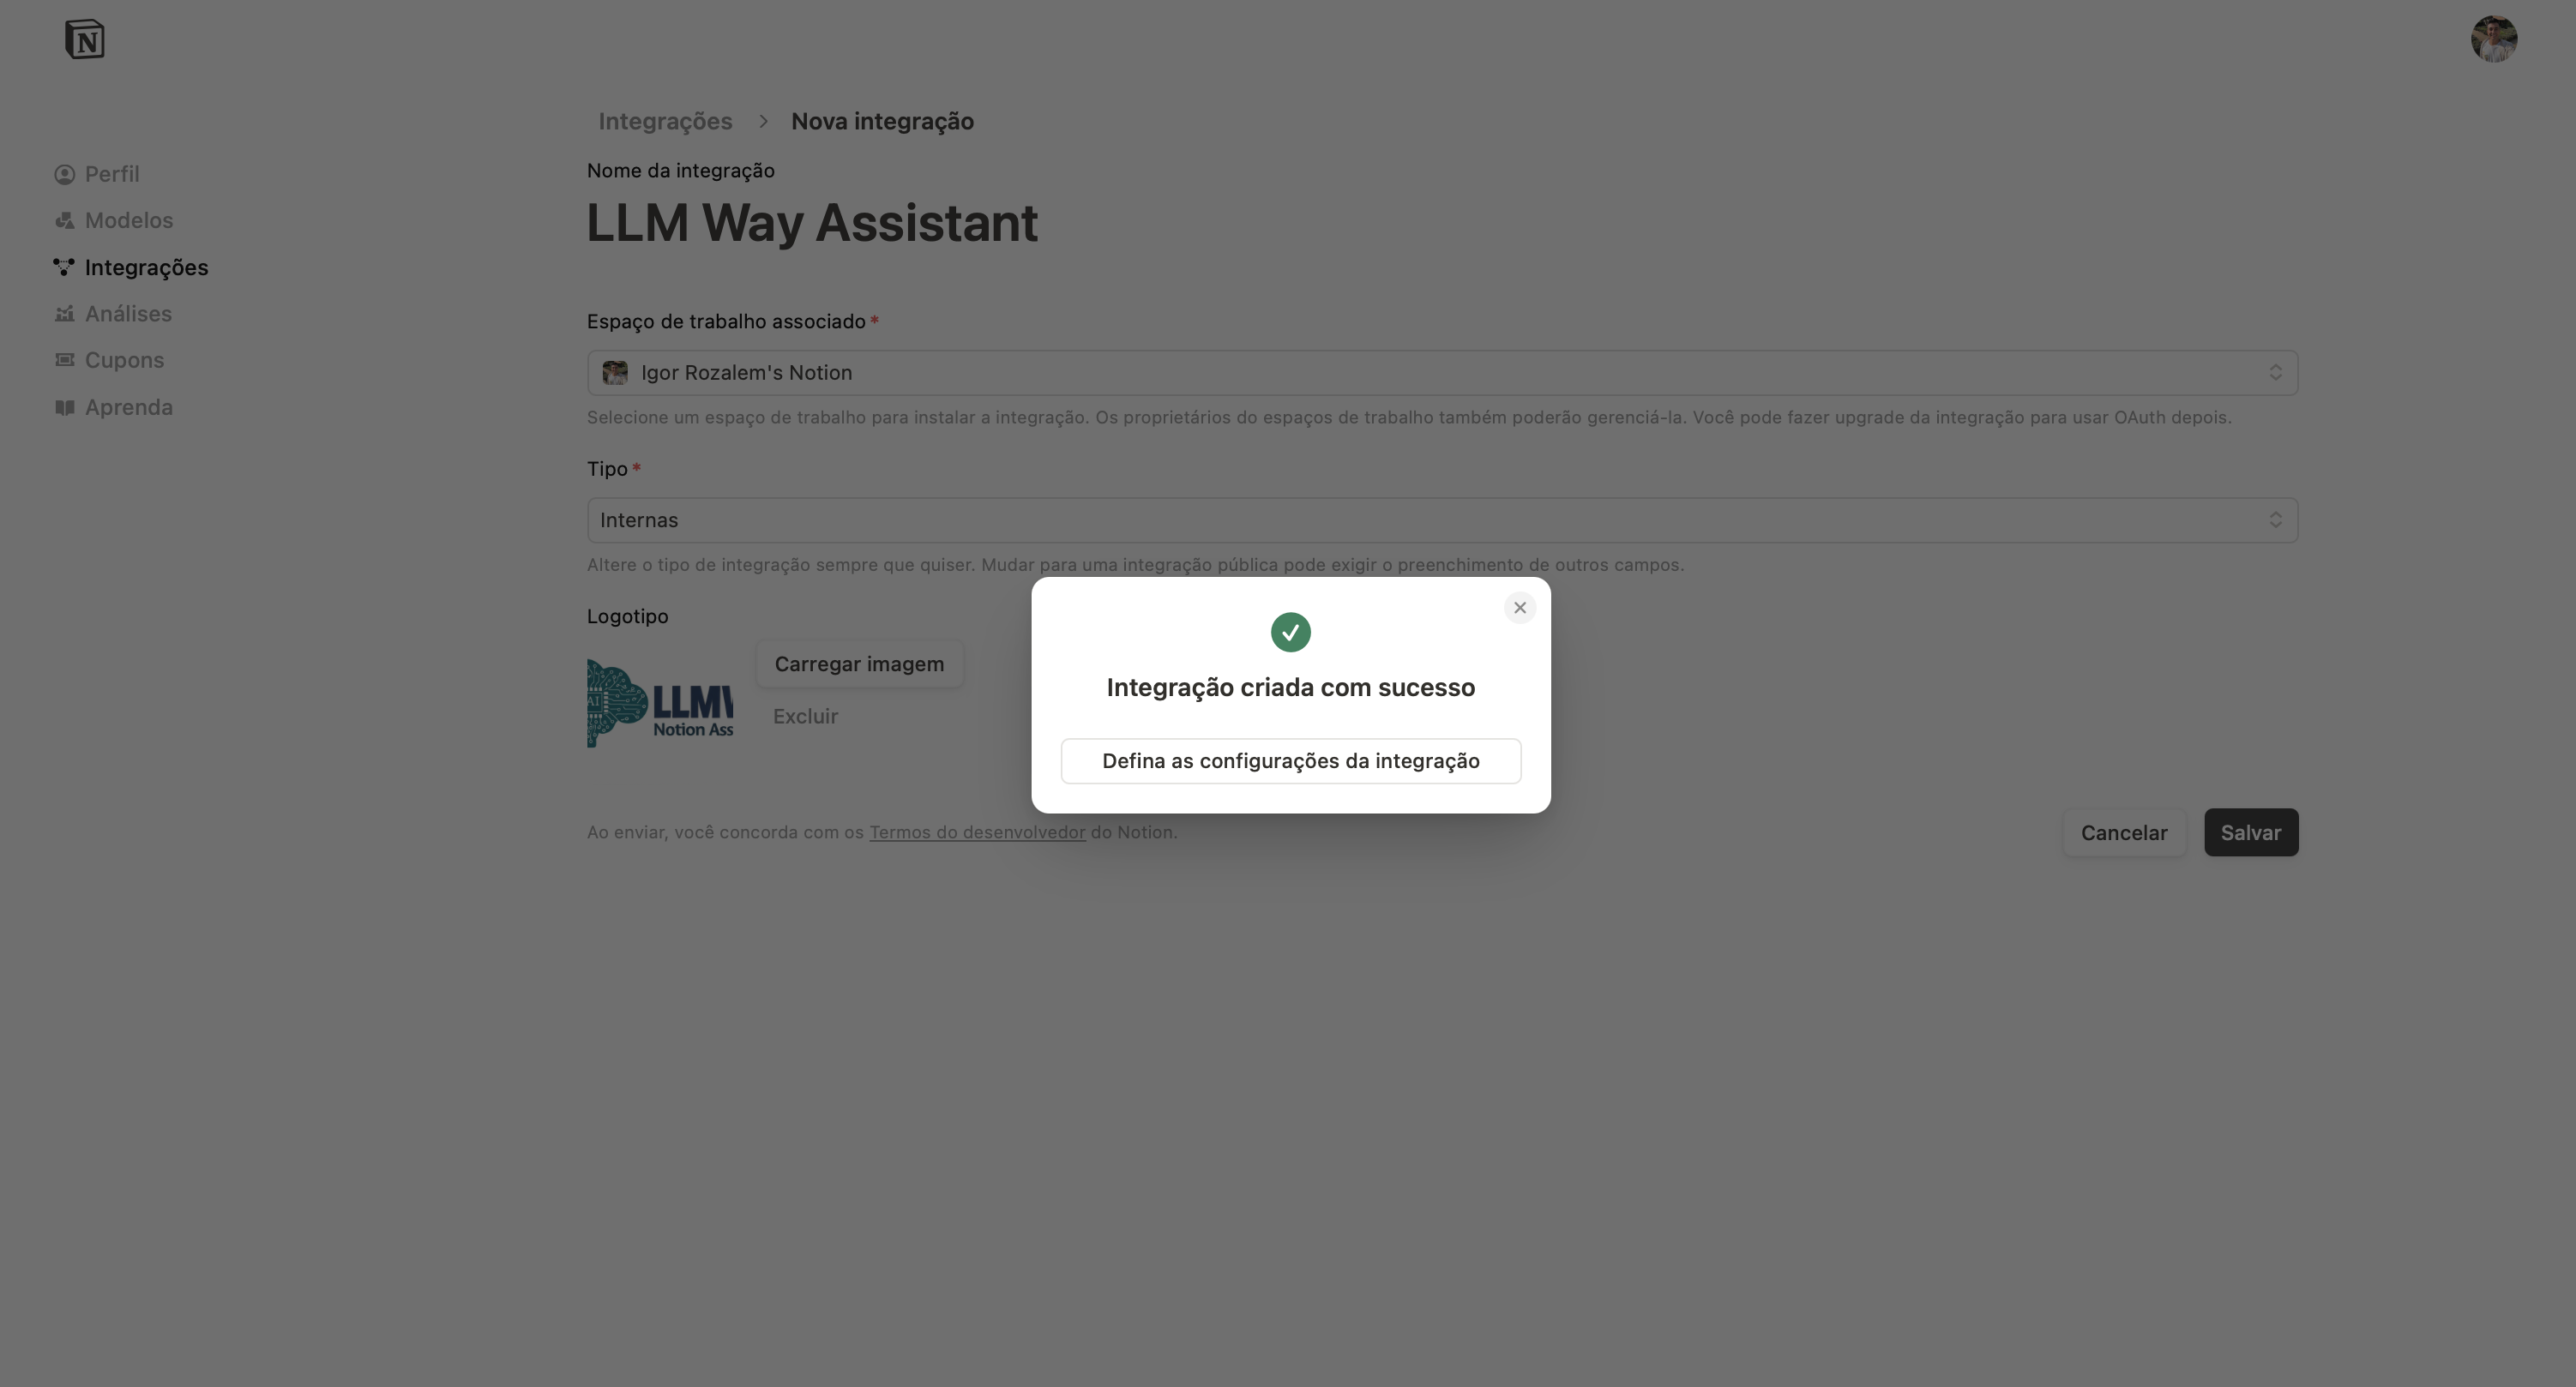 Integrações > Nova integração
Perfil
Modelos
Integrações
Análises
Cupons
Aprenda
Nome da integração
LLM Way Assistant
Espaço de trabalho associado *
Igor Rozalem's Notion
Selecione um espaço de trabalho para instalar a integração. Os proprietários do espaços de trabalho também poderão gerenciá-la. Você pode fazer upgrade da integração para usar OAuth depois.
Tipo *
Internas
Altere o tipo de integração sempre que quiser. Mudar para uma integração pública pode exigir o preenchimento de outros campos.
Logotipo
AI
LLM
Notion Ass
Carregar imagem
Excluir
Integração criada com sucesso
Defina as configurações da integração
Ao enviar, você concorda com os Termos do desenvolvedor do Notion.
Cancelar
Salvar